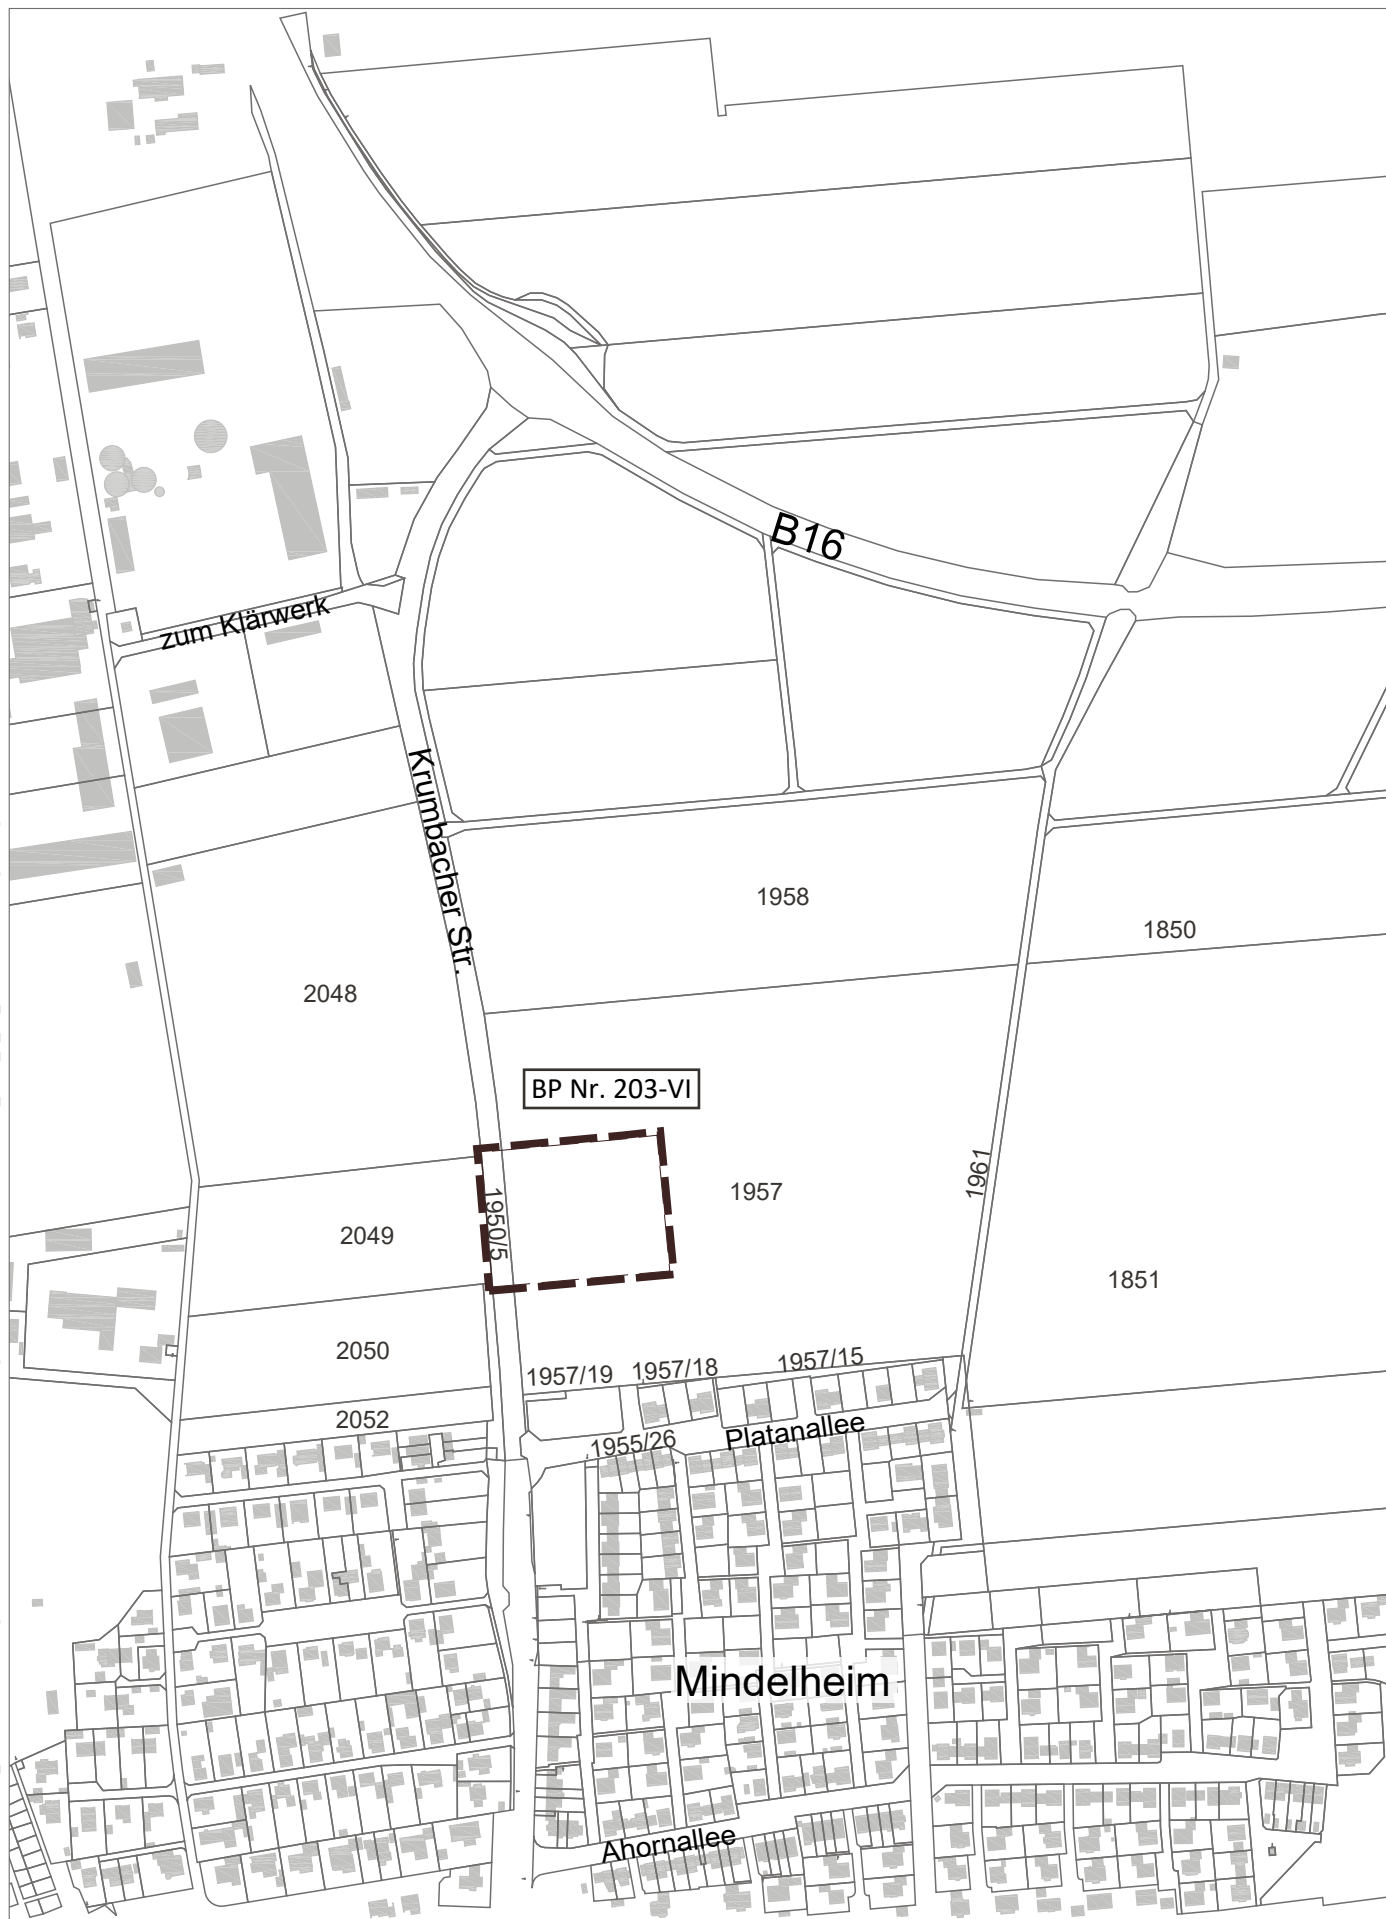 B16
zum Klärwerk
Krumbacher Str.
1958
1850
2048
BP Nr. 203-VI
1961
1957
1950/5
2049
1851
2050
1957/15
1957/18
1957/19
2052
Platanallee
1955/26
Mindelheim
Ahornallee